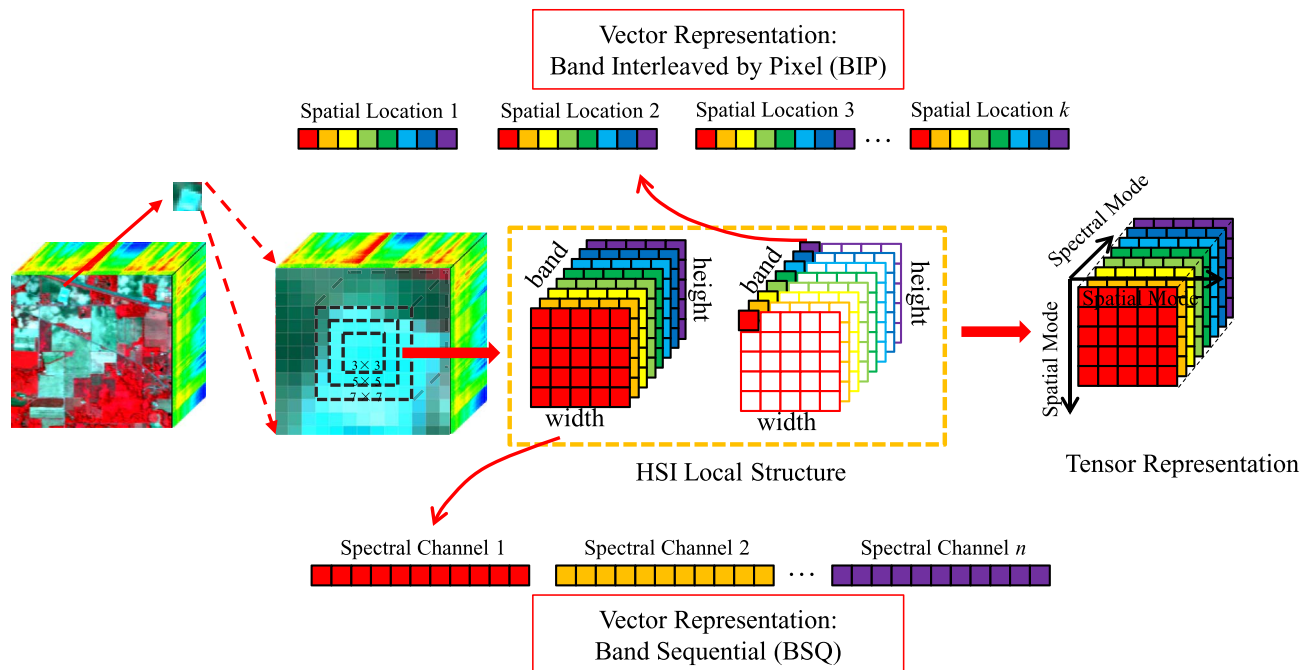 Vector Representation:
Band Interleaved by Pixel (BIP)
Spatial Location 1
Spatial Location 2
Spatial Location 3
Spatial Location k
...
band
height
width
band
height
width
3 × 3
5 × 5
7 × 7
HSI Local Structure
Spectral Mode
Spatial Mode
Spatial Mode
Tensor Representation
Spectral Channel 1
Spectral Channel 2
Spectral Channel n
...
Vector Representation:
Band Sequential (BSQ)